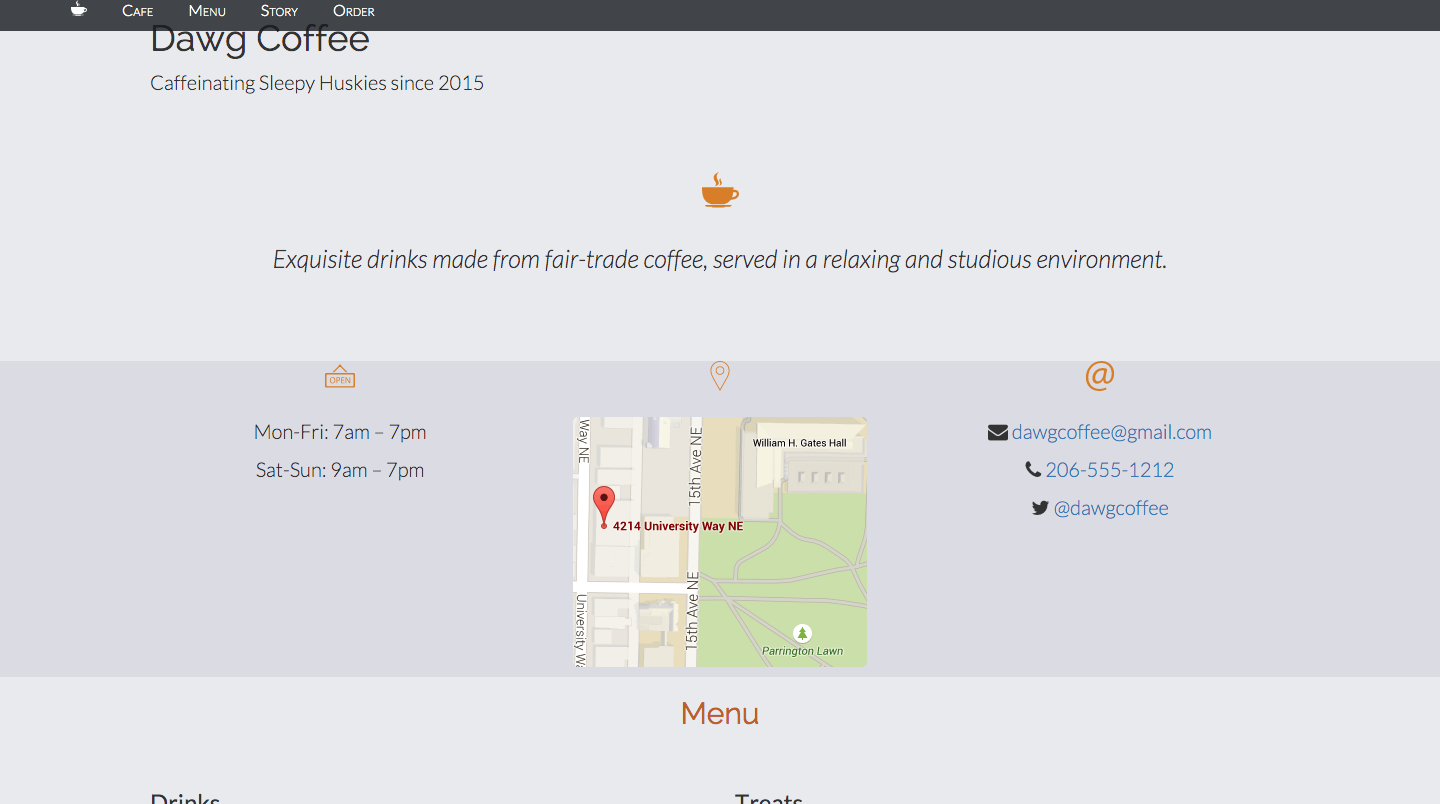 Cafe Menu Story Order
Dawg Coffee
Caffeinating Sleepy Huskies since 2015
Exquisite drinks made from fair-trade coffee, served in a relaxing and studious environment.
OPEN
@
Mon-Fri: 7am – 7pm
Sat-Sun: 9am – 7pm
Way NE
15th Ave NE
William H. Gates Hall
4214 University Way NE
University Wa
15th Ave NE
Parrington Lawn
dawgcoffee@gmail.com
206-555-1212
@dawgcoffee
Menu
Drinks
Treats